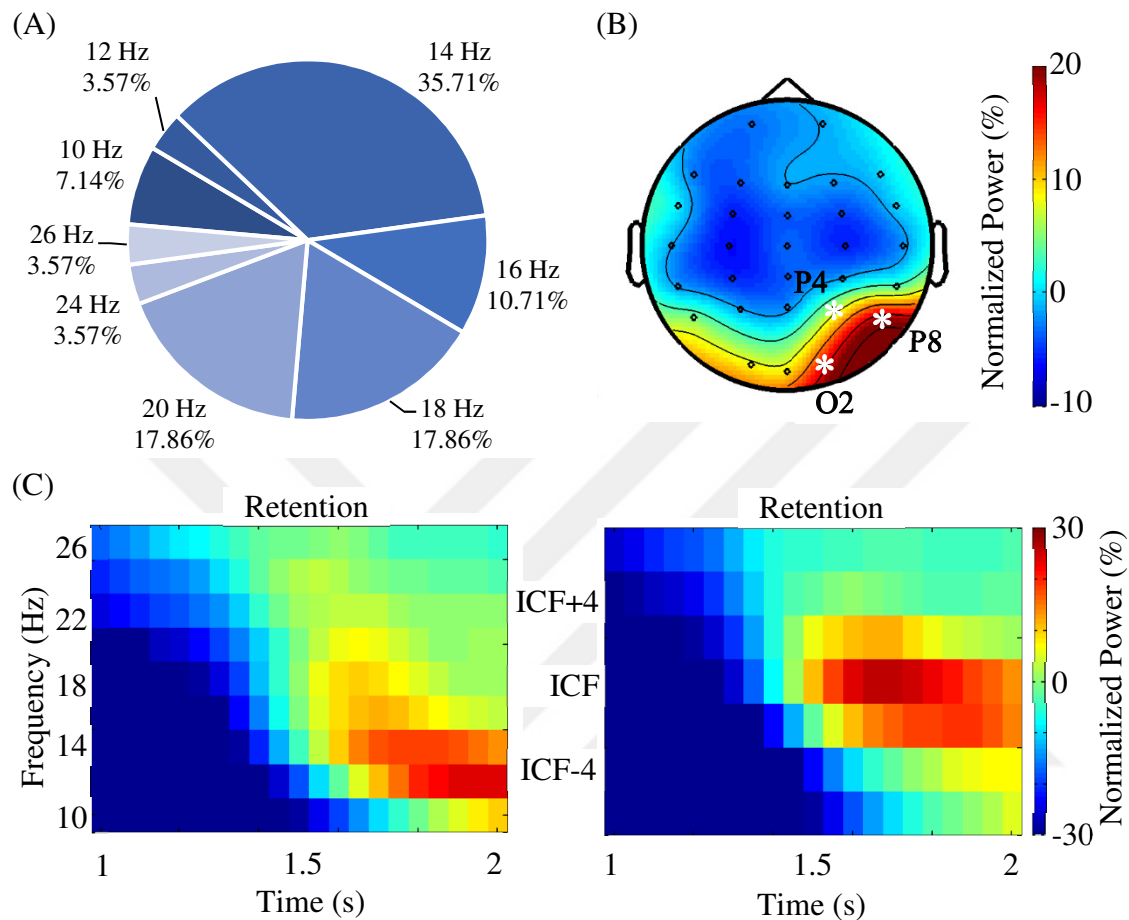 (A)
12 Hz
3.57%
14 Hz
35.71%
10 Hz
7.14%
26 Hz
3.57%
24 Hz
3.57%
20 Hz
17.86%
18 Hz
17.86%
16 Hz
10.71%
(B)
P4
P8
O2
Normalized Power (%)
20
10
0
-10
(C)
Retention
Frequency (Hz)
26
22
18
14
10
1
1.5
2
Time (s)
Retention
ICF+4
ICF
ICF-4
1
1.5
2
Time (s)
30
0
-30
Normalized Power (%)